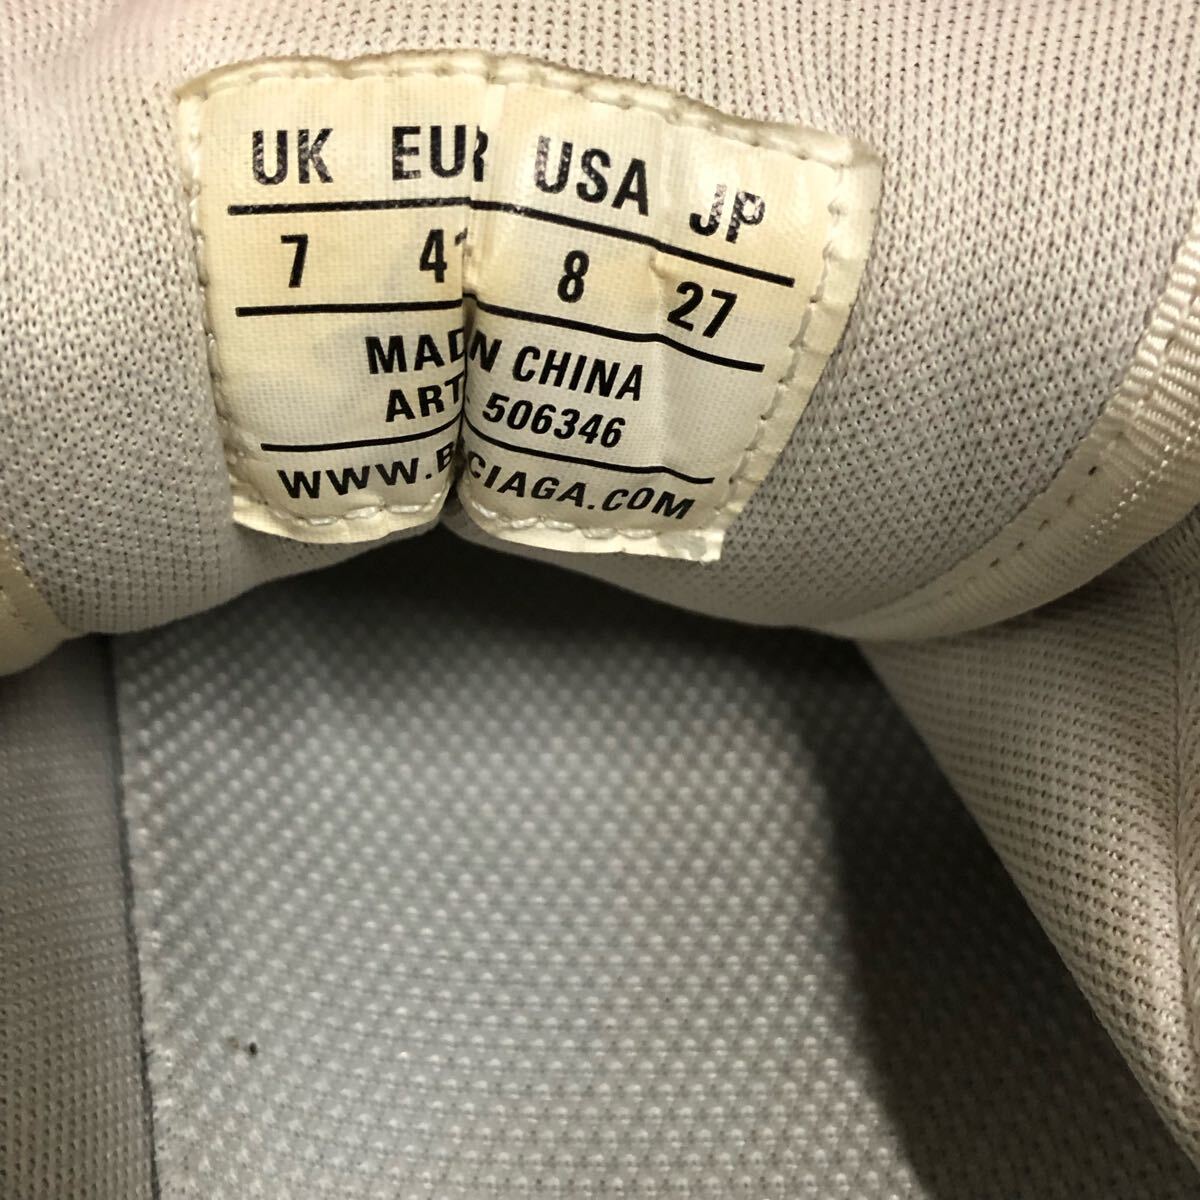 UK EUR USA JP
7 41 8 27
MAD N CHINA
ART 506346
WWW.B CIAGA.COM